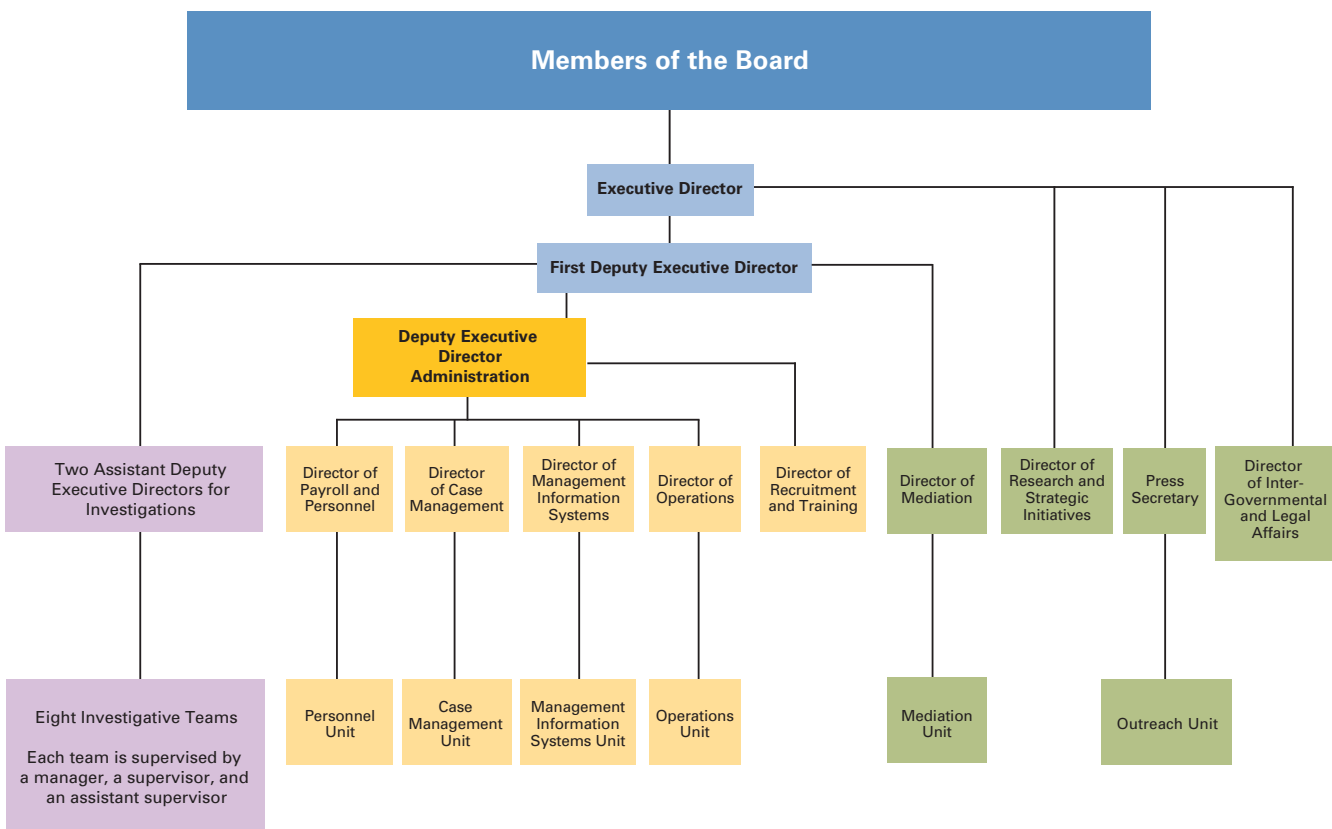 Members of the Board
Executive Director
First Deputy Executive Director
Deputy Executive
Director
Administration
Two Assistant Deputy
Executive Directors for
Investigations
Director of
Payroll and
Personnel
Director
of Case
Management
Director of
Management
Information
Systems
Director of
Operations
Director of
Recruitment
and Training
Director of
Mediation
Director of
Research and
Strategic
Initiatives
Press
Secretary
Director
of Inter-
Governmental
and Legal
Affairs
Eight Investigative Teams
Each team is supervised by
a manager, a supervisor, and
an assistant supervisor
Personnel
Unit
Case
Management
Unit
Management
Information
Systems Unit
Operations
Unit
Mediation
Unit
Outreach Unit